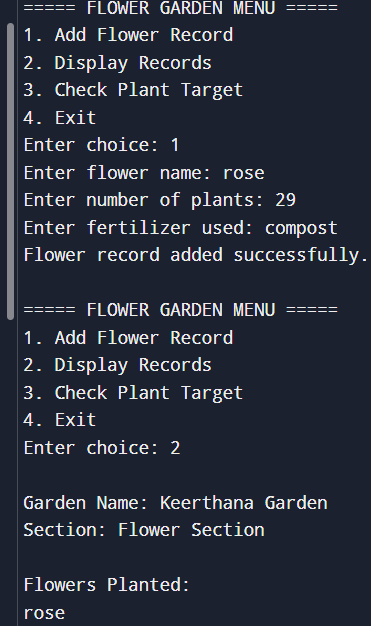 ===== FLOWER GARDEN MENU =====
1. Add Flower Record
2. Display Records
3. Check Plant Target
4. Exit
Enter choice: 1
Enter flower name: rose
Enter number of plants: 29
Enter fertilizer used: compost
Flower record added successfully.
===== FLOWER GARDEN MENU =====
1. Add Flower Record
2. Display Records
3. Check Plant Target
4. Exit
Enter choice: 2
Garden Name: Keerthana Garden
Section: Flower Section
Flowers Planted:
rose